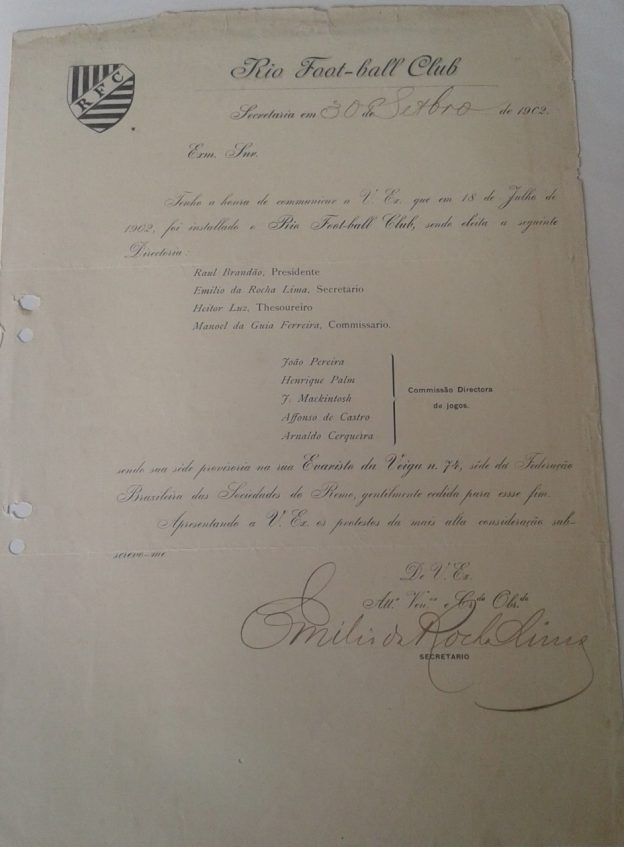 RFC
Rio Foot-ball Club
Secretaria em 30 de Setbro de 1902.
Exm. Snr.
Tenho a honra de communicar a V. Ex. que em 18 de Julho de
1902, foi installado o Rio Foot-ball Club, sendo eleita a seguinte
Directoria:
Raul Brandão, Presidente
Emilio da Rocha Lima, Secretario
Heitor Luz, Thesoureiro
Manoel da Guia Ferreira, Commissario.
João Pereira
Henrique Palm
J. Mackintosh
Affonso de Castro
Arnaldo Cerqueira
Commissão Directora
de jogos.
sendo sua séde provisoria na rua Evaristo da Veiga n. 74, séde da Federação
Brazileira das Sociedades do Remo, gentilmente cedida para esse fim.
Apresentando a V. Ex. os protestos da mais alta consideração sub-
screvo-me
De V. Ex.
Att.º Ven.or e Cr.do Obr.do
Emilio da Rocha Lima
SECRETARIO